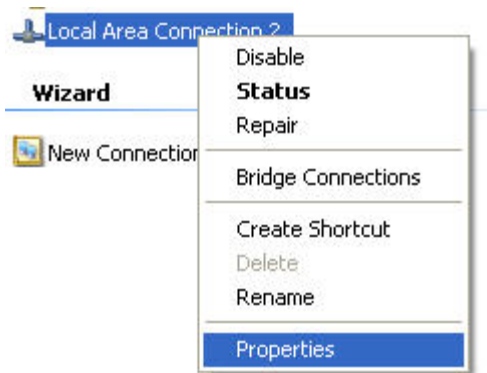 Local Area Connection 2
Disable
Wizard
Status
Repair
New Connection
Bridge Connections
Create Shortcut
Delete
Rename
Properties